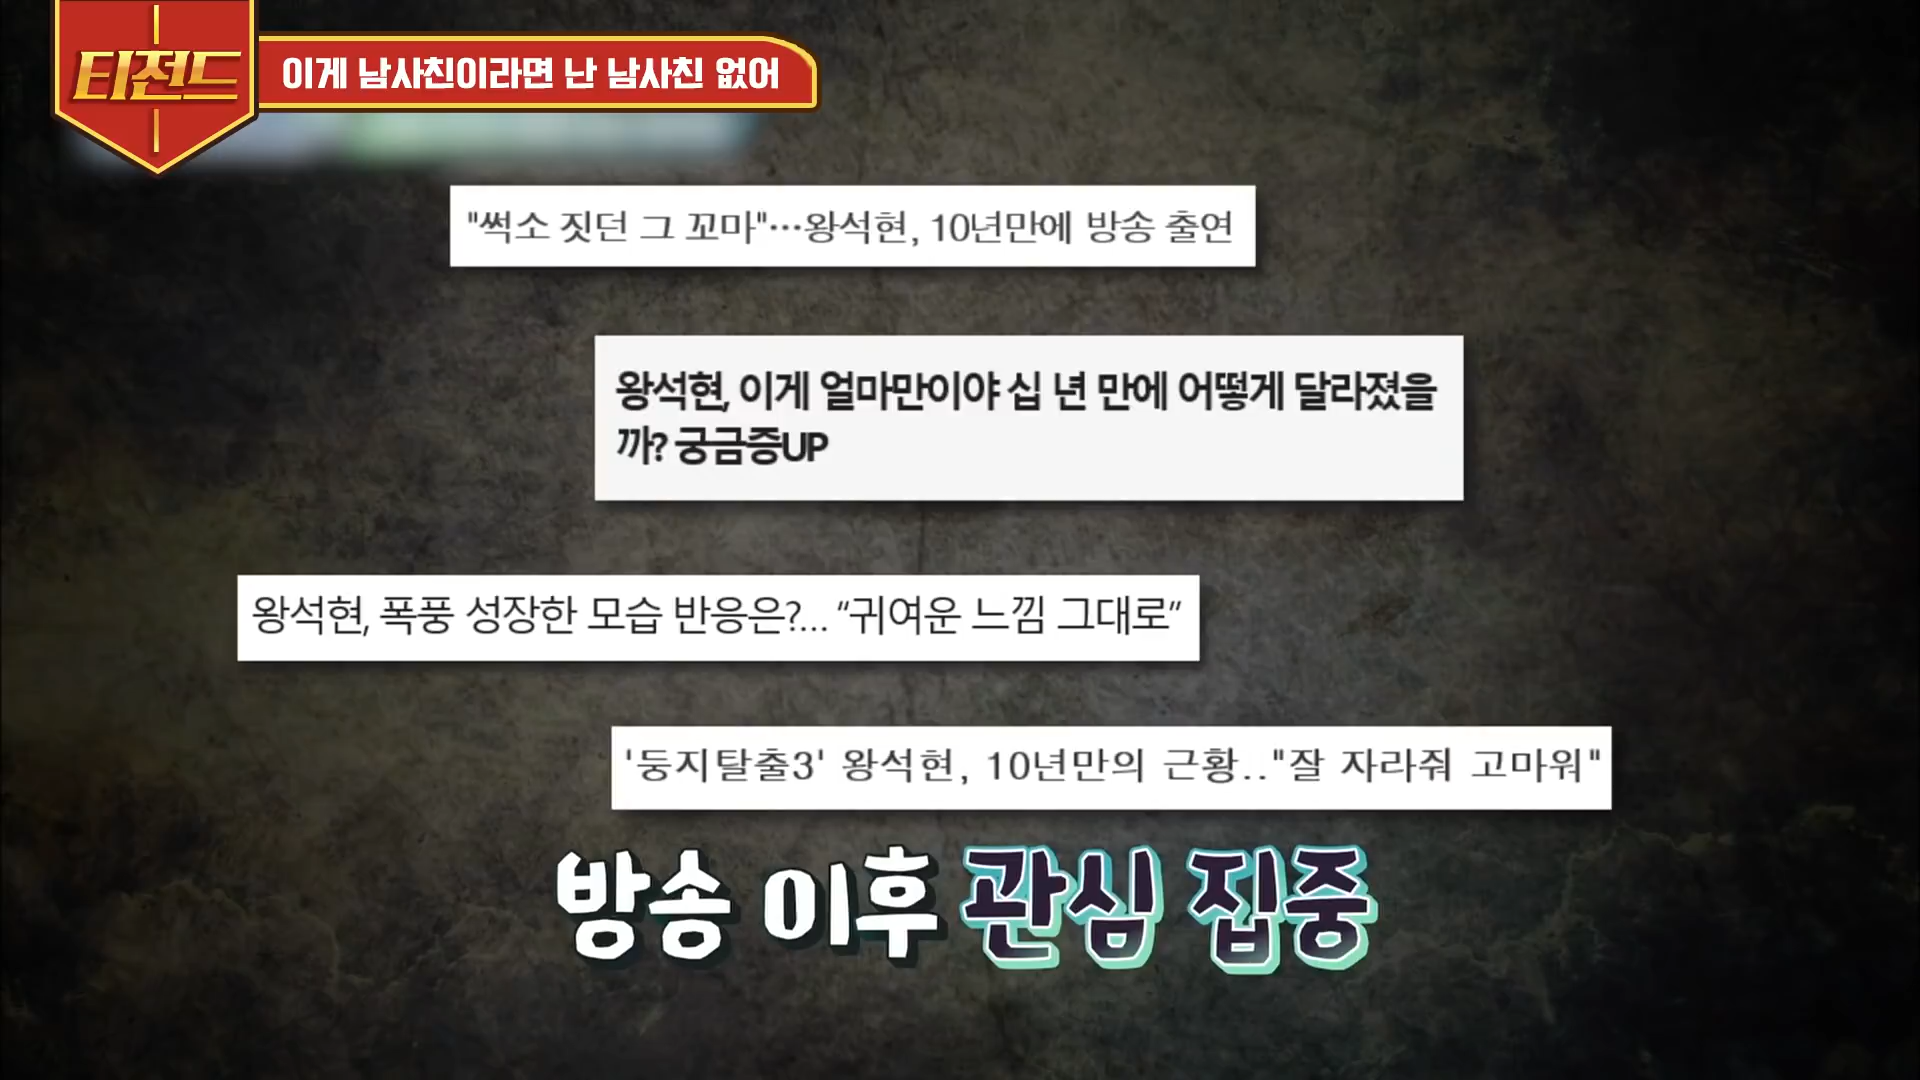 티전드
이게 남사친이라면 난 남사친 없어
"썩소 짓던 그 꼬마"…왕석현, 10년만에 방송 출연
왕석현, 이게 얼마만이야 십 년 만에 어떻게 달라졌을
까? 궁금증UP
왕석현, 폭풍 성장한 모습 반응은?... “귀여운 느낌 그대로”
'둥지탈출3' 왕석현, 10년만의 근황.."잘 자라줘 고마워"
방송 이후 관심 집중